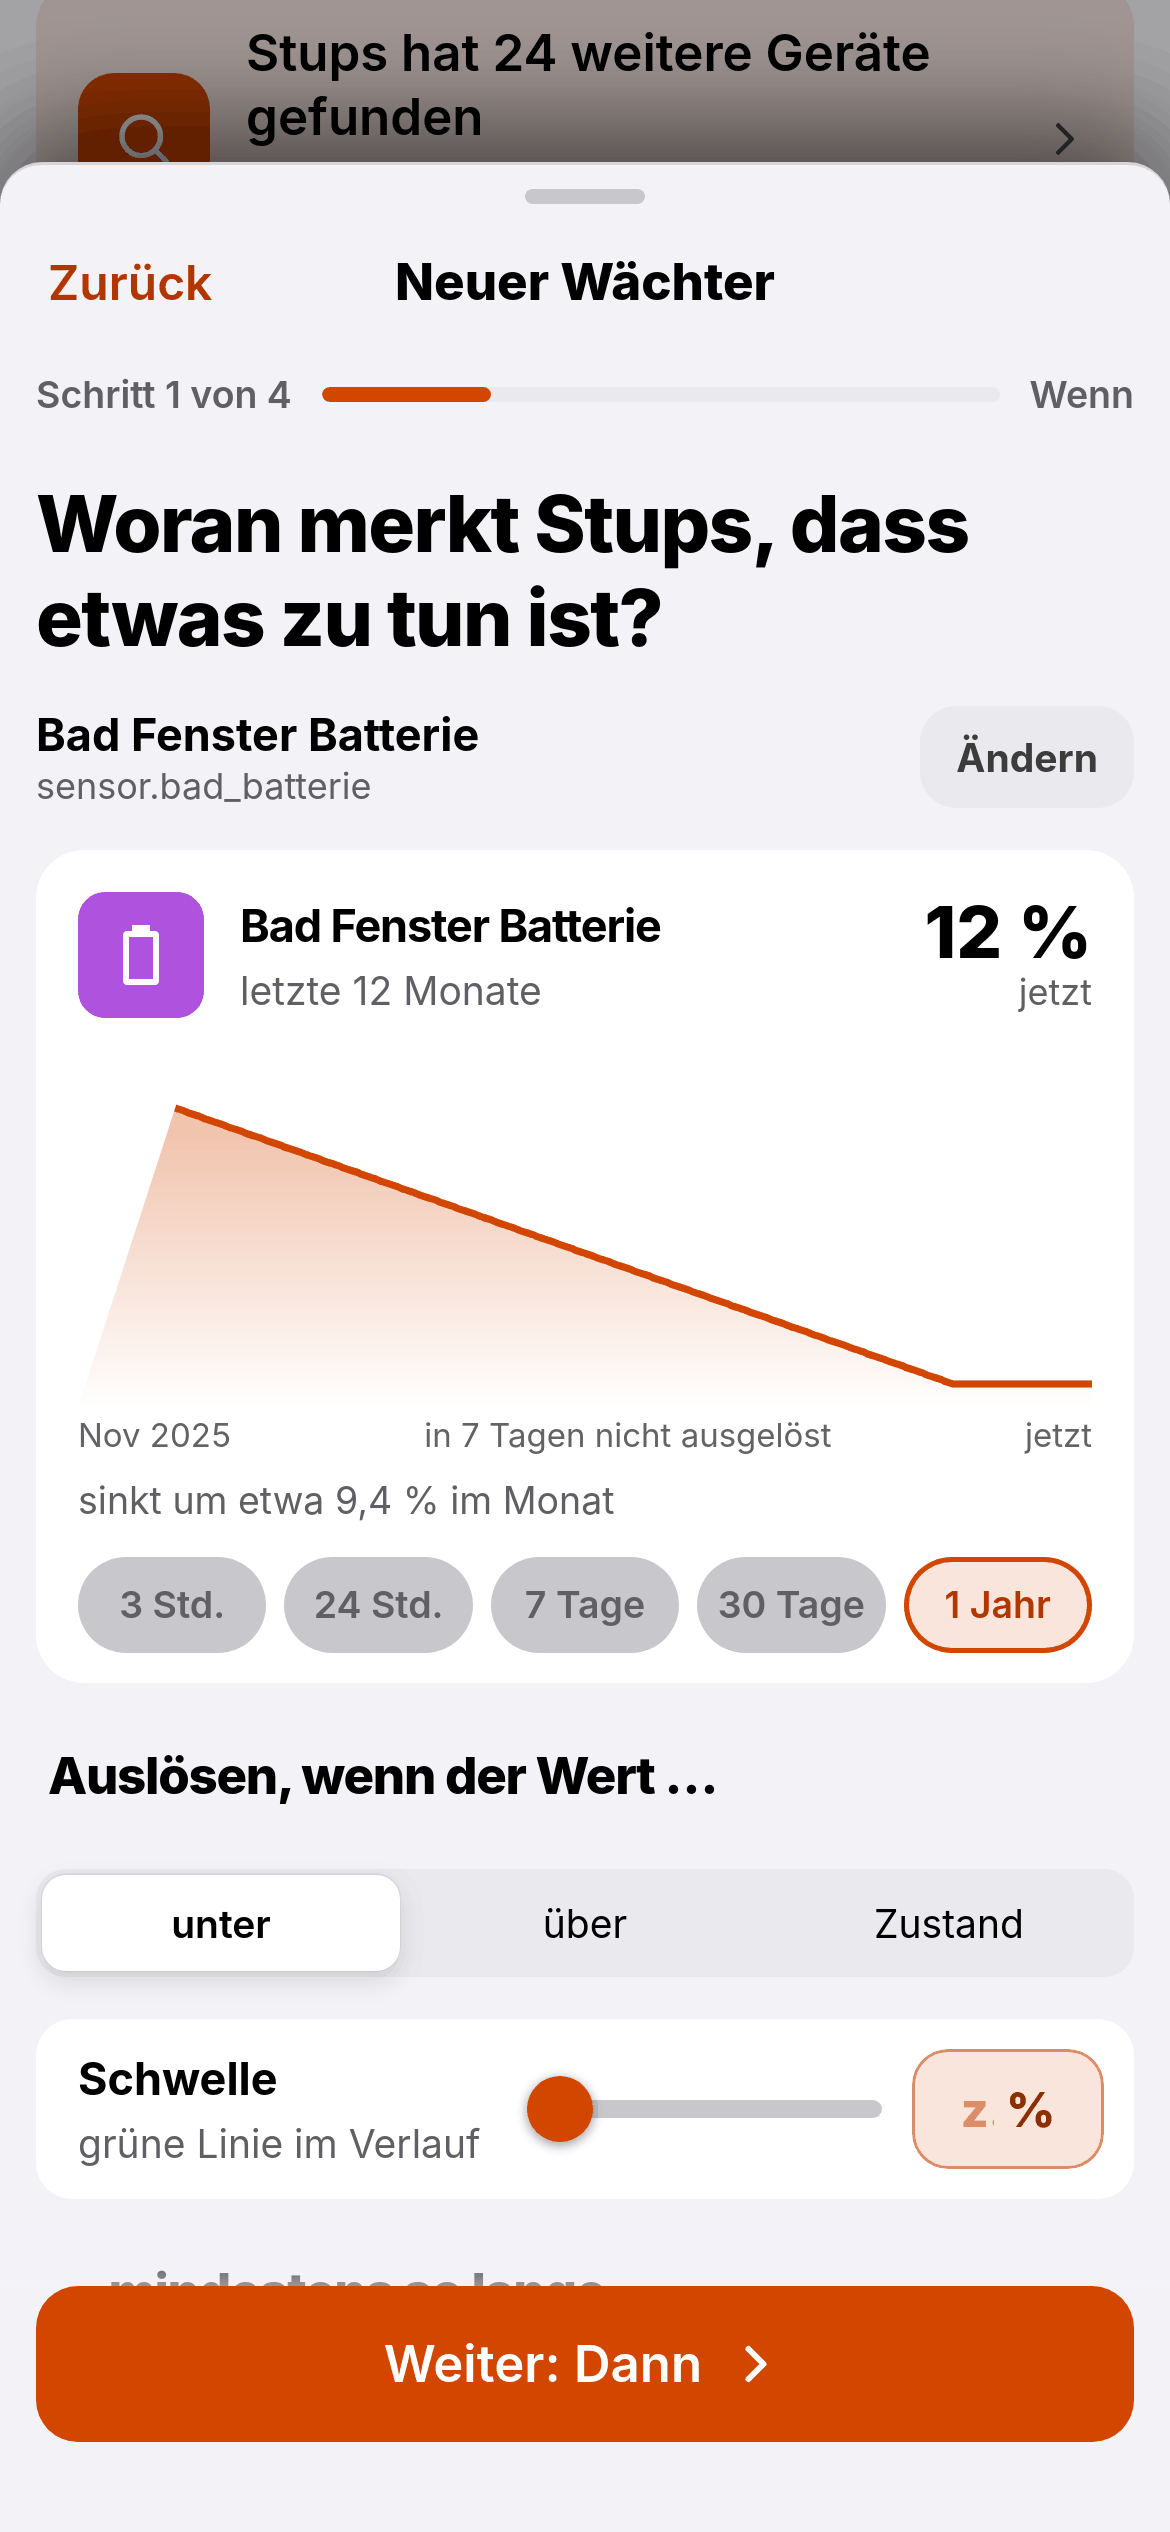 Stups hat 24 weitere Geräte
gefunden
Zurück
Neuer Wächter
Schritt 1 von 4
Wenn
Woran merkt Stups, dass
etwas zu tun ist?
Bad Fenster Batterie
sensor.bad_batterie
Ändern
Bad Fenster Batterie
letzte 12 Monate
12 %
jetzt
Nov 2025
in 7 Tagen nicht ausgelöst
jetzt
sinkt um etwa 9,4 % im Monat
3 Std.
24 Std.
7 Tage
30 Tage
1 Jahr
Auslösen, wenn der Wert …
unter
über
Zustand
Schwelle
grüne Linie im Verlauf
z. %
mindestens so lange
Weiter: Dann